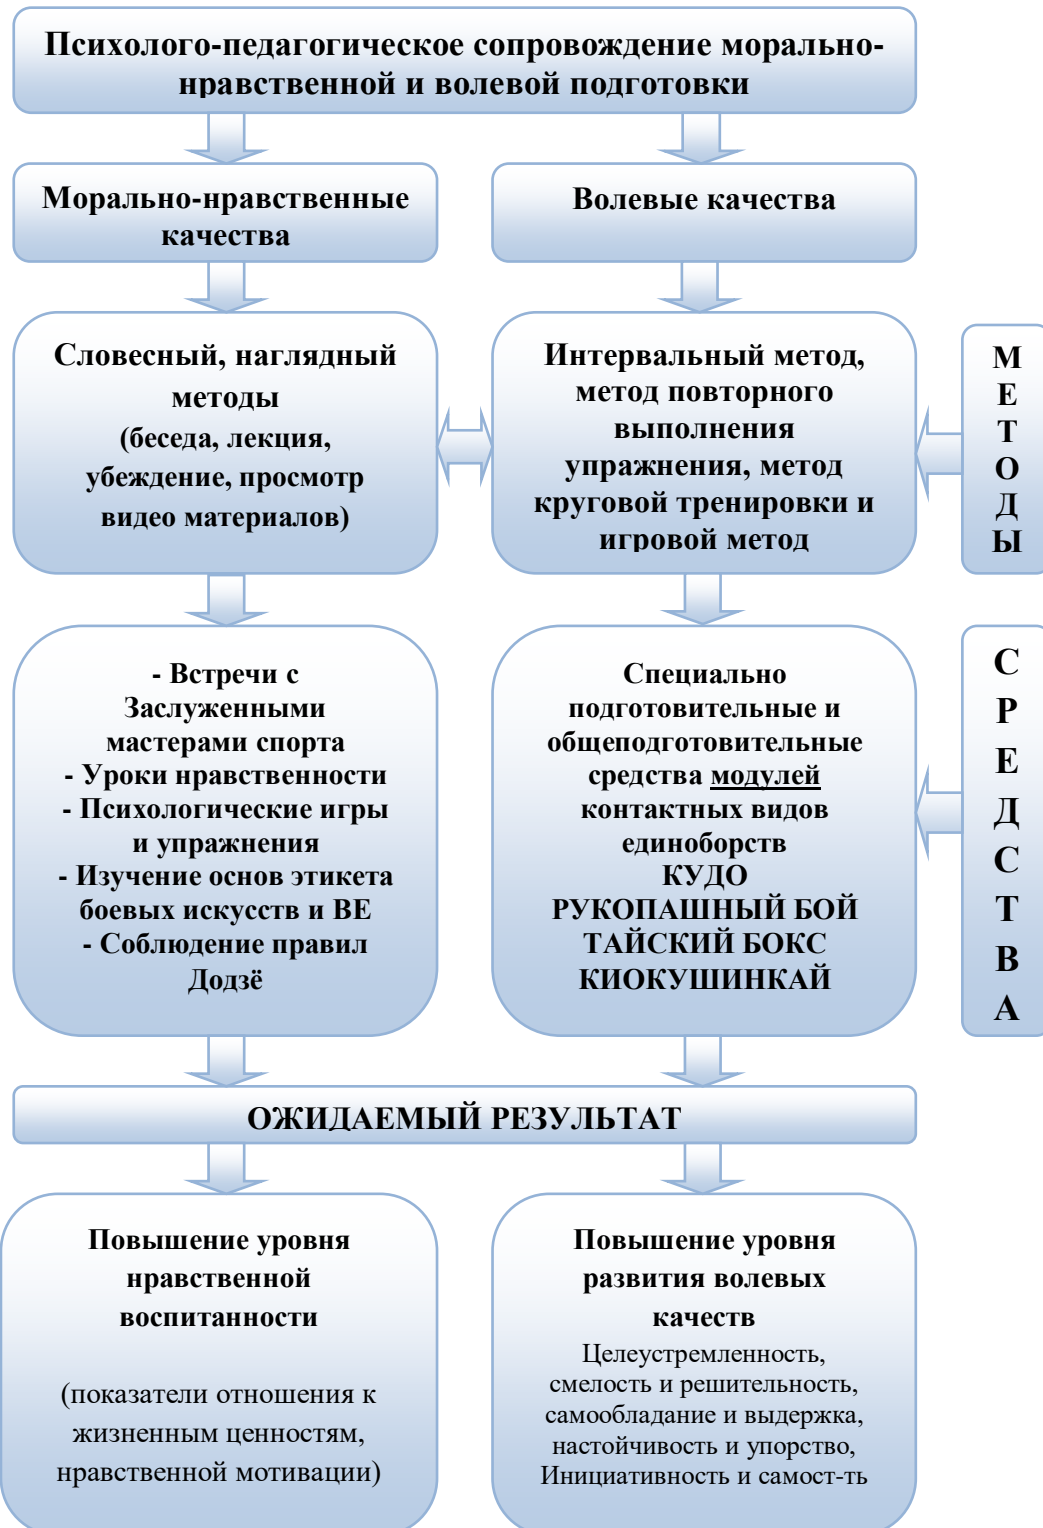 Психолого-педагогическое сопровождение морально-
нравственной и волевой подготовки
Морально-нравственные
качества
Волевые качества
Словесный, наглядный
методы
(беседа, лекция,
убеждение, просмотр
видео материалов)
Интервальный метод,
метод повторного
выполнения
упражнения, метод
круговой тренировки и
игровой метод
М
Е
Т
О
Д
Ы
- Встречи с
Заслуженными
мастерами спорта
- Уроки нравственности
- Психологические игры
и упражнения
- Изучение основ этикета
боевых искусств и ВЕ
- Соблюдение правил
Додзё
Специально
подготовительные и
общеподготовительные
средства модулей
контактных видов
единоборств
КУДО
РУКОПАШНЫЙ БОЙ
ТАЙСКИЙ БОКС
КИОКУШИНКАЙ
С
Р
Е
Д
С
Т
В
А
ОЖИДАЕМЫЙ РЕЗУЛЬТАТ
Повышение уровня
нравственной
воспитанности
(показатели отношения к
жизненным ценностям,
нравственной мотивации)
Повышение уровня
развития волевых
качеств
Целеустремленность,
смелость и решительность,
самообладание и выдержка,
настойчивость и упорство,
Инициативность и самост-ть